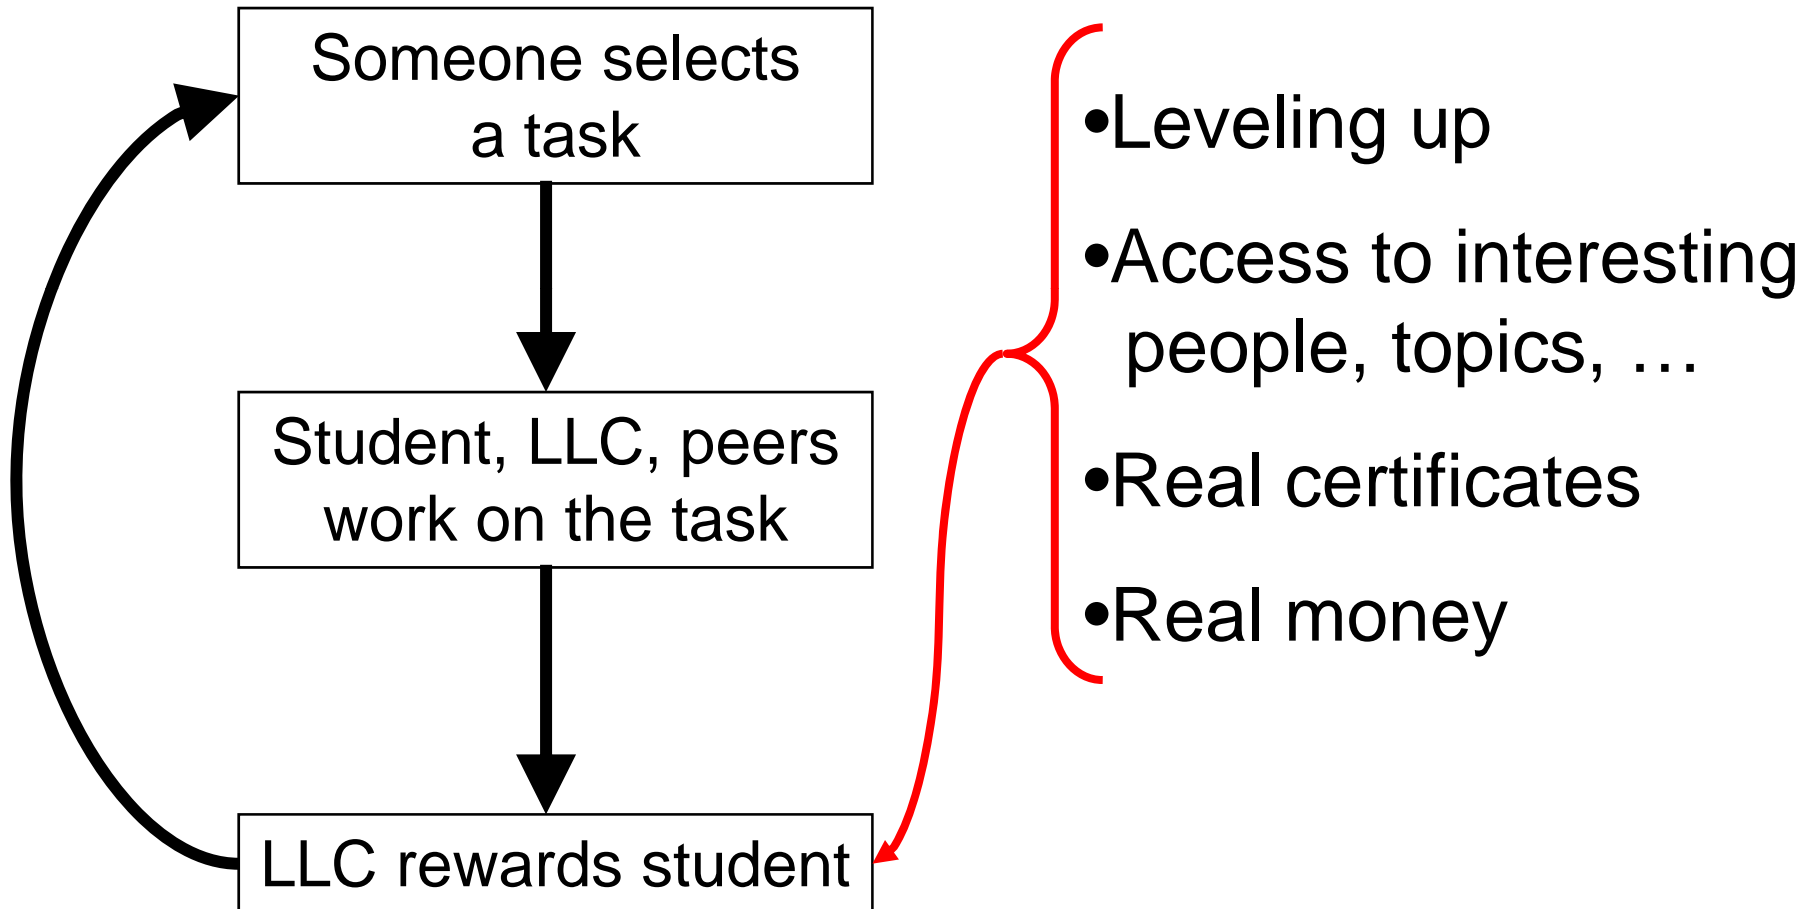 Someone selects
a task
Student, LLC, peers
work on the task
LLC rewards student
•Leveling up
•Access to interesting
people, topics, …
•Real certificates
•Real money